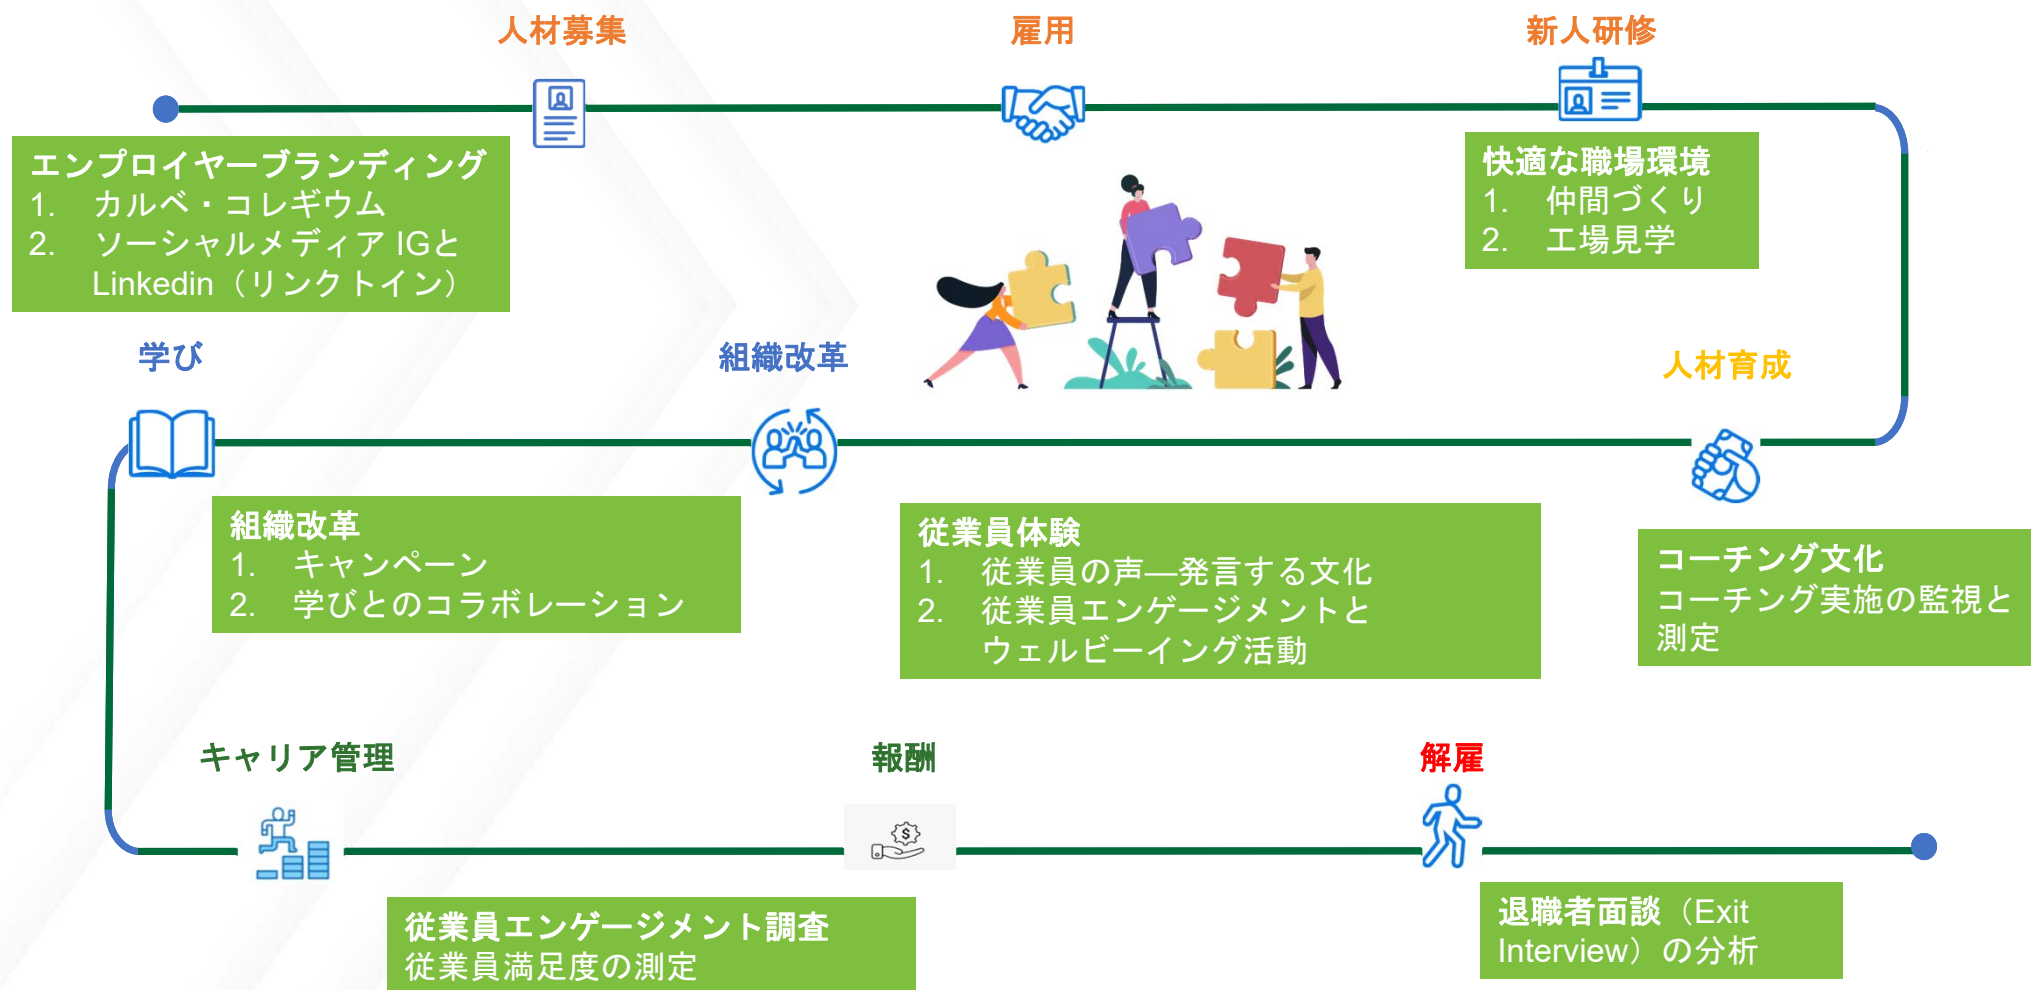 人材募集
雇用
新人研修
エンプロイヤーブランディング
1. カルベ・コレギウム
2. ソーシャルメディア IGと
Linkedin（リンクトイン）
快適な職場環境
1. 仲間づくり
2. 工場見学
学び
組織改革
人材育成
組織改革
1. キャンペーン
2. 学びとのコラボレーション
従業員体験
1. 従業員の声—発言する文化
2. 従業員エンゲージメントと
ウェルビーイング活動
コーチング文化
コーチング実施の監視と
測定
キャリア管理
報酬
解雇
$
従業員エンゲージメント調査
従業員満足度の測定
退職者面談（Exit
Interview）の分析